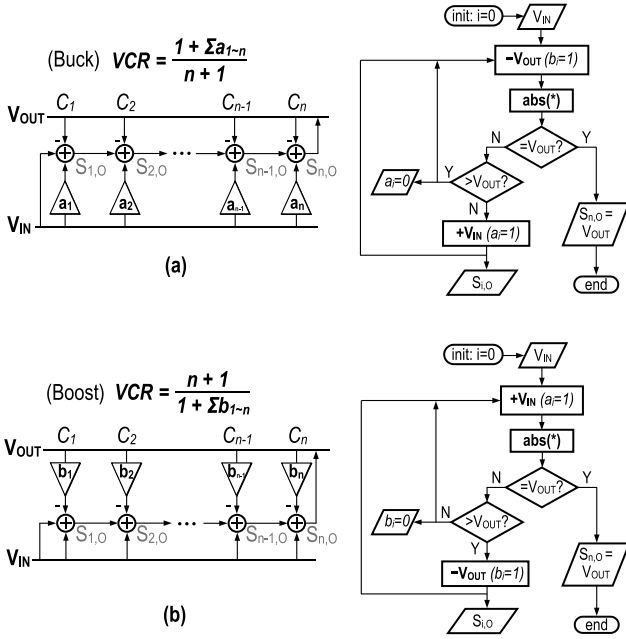 (Buck) VCR = 1 + Σa1~n / n + 1
C1 C2 Cn-1 Cn
VOUT
- - - -
S1,O S2,O ••• Sn-1,O Sn,O
a1 a2 an-1 an
VIN
(a)
init: i=0
VIN
−VOUT (bi=1)
abs(*)
=VOUT?
N Y
>VOUT?
Y
ai=0
N
+VIN (ai=1)
Si,O
Sn,O =
VOUT
end
(Boost) VCR = n + 1 / 1 + Σb1~n
C1 C2 Cn-1 Cn
VOUT
b1 b2 bn-1 bn
- - - -
S1,O S2,O ••• Sn-1,O Sn,O
VIN
(b)
init: i=0
VIN
+VIN (ai=1)
abs(*)
=VOUT?
N Y
>VOUT?
N
bi=0
Y
−VOUT (bi=1)
Si,O
Sn,O =
VOUT
end